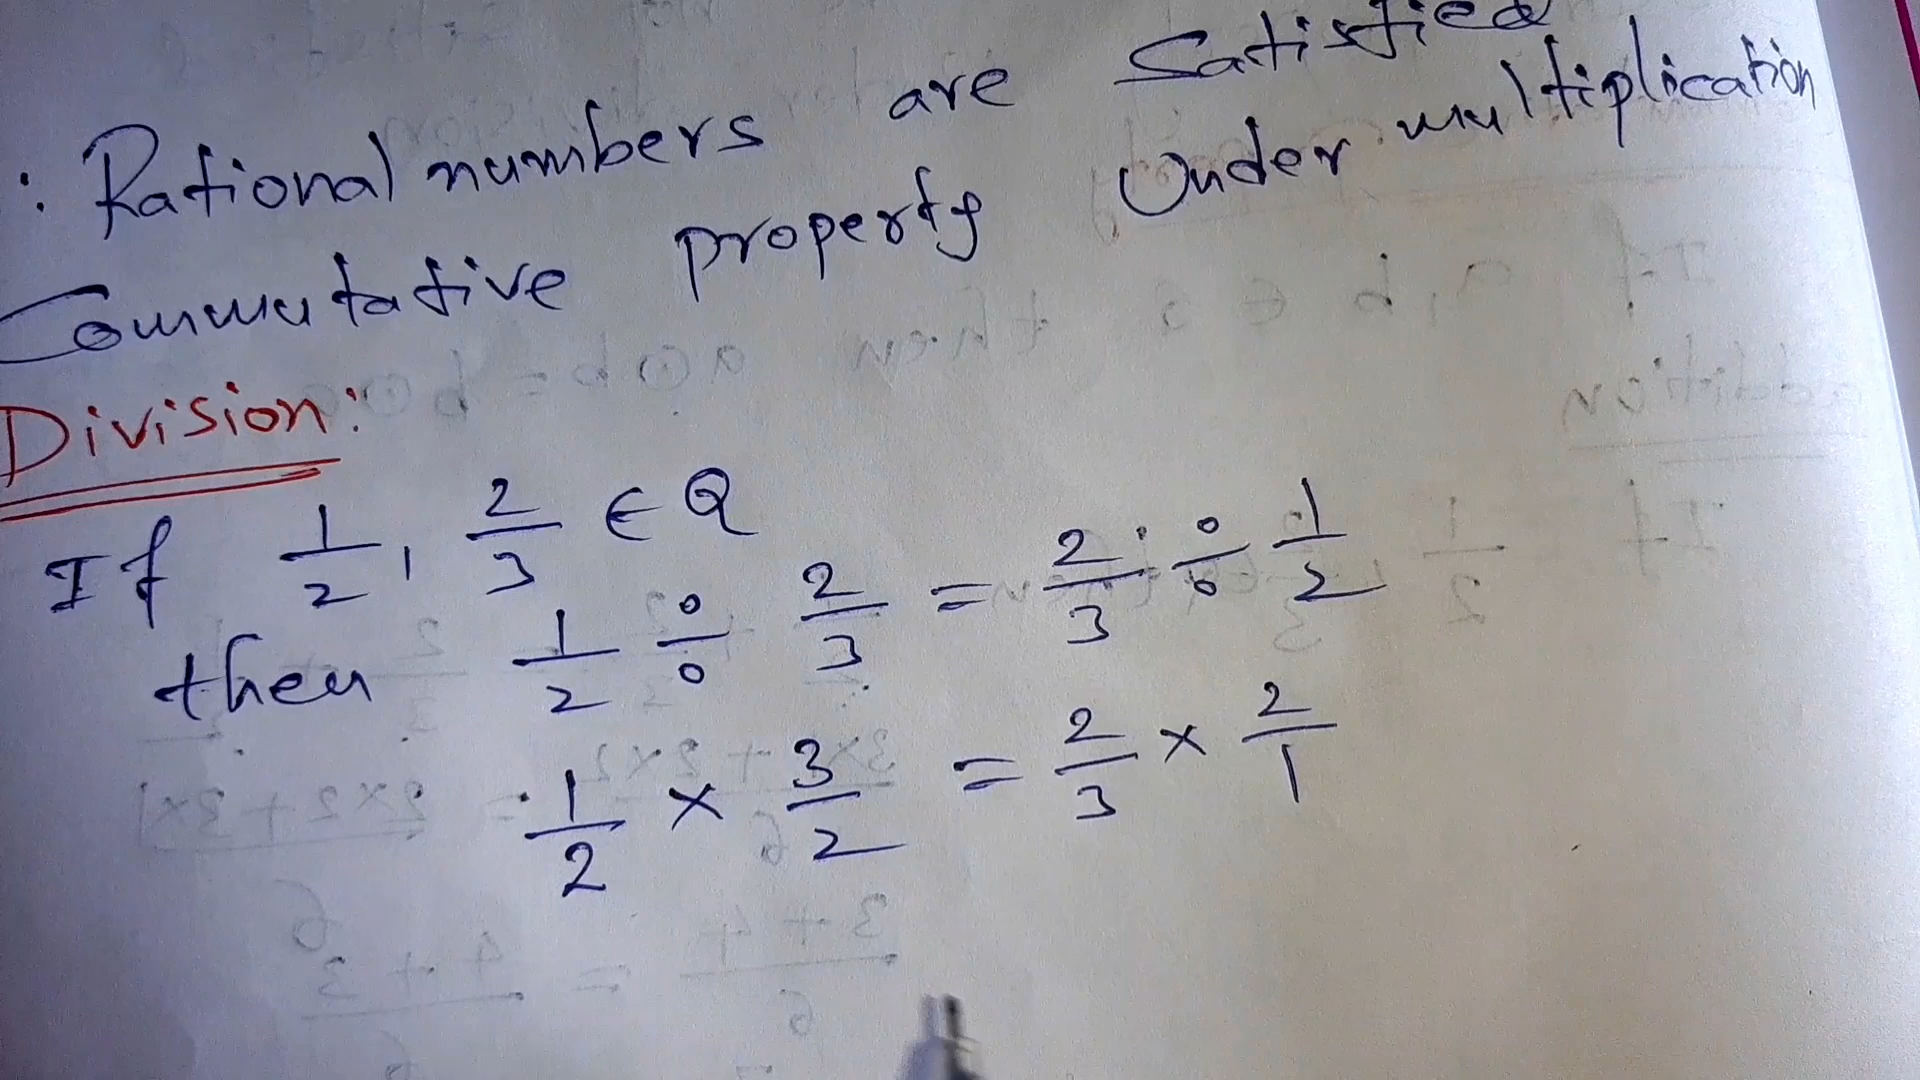 ∴ Rational numbers are Satisfied
Commutative property Under multiplication
Division:
If 1/2, 2/3 ∈ Q
then 1/2 ÷ 2/3 = 2/3 ÷ 1/2
1/2 × 3/2 = 2/3 × 2/1